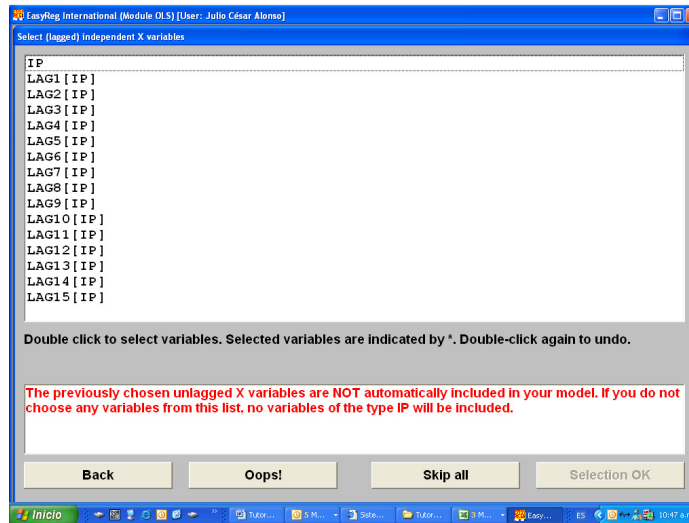 EasyReg International (Module OLS) [User: Julio César Alonso]
Select (lagged) independent X variables
IP
LAG1[IP]
LAG2[IP]
LAG3[IP]
LAG4[IP]
LAG5[IP]
LAG6[IP]
LAG7[IP]
LAG8[IP]
LAG9[IP]
LAG10[IP]
LAG11[IP]
LAG12[IP]
LAG13[IP]
LAG14[IP]
LAG15[IP]
Double click to select variables. Selected variables are indicated by *. Double-click again to undo.
The previously chosen unlagged X variables are NOT automatically included in your model. If you do not
choose any variables from this list, no variables of the type IP will be included.
Back Oops! Skip all Selection OK
Inicio Tutor... 5 M... Siste... Tutor... 3 M... Easy... ES 10:47 a.m